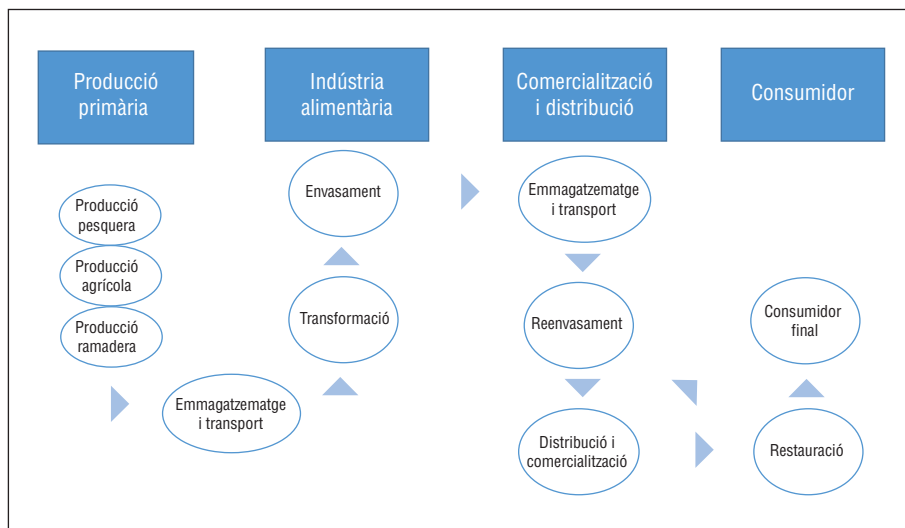 Producció
primària
Indústria
alimentària
Comercialització
i distribució
Consumidor
Producció
pesquera
Producció
agrícola
Producció
ramadera
Emmagatzematge
i transport
Transformació
Envasament
Emmagatzematge
i transport
Reenvasament
Distribució i
comercialització
Restauració
Consumidor
final